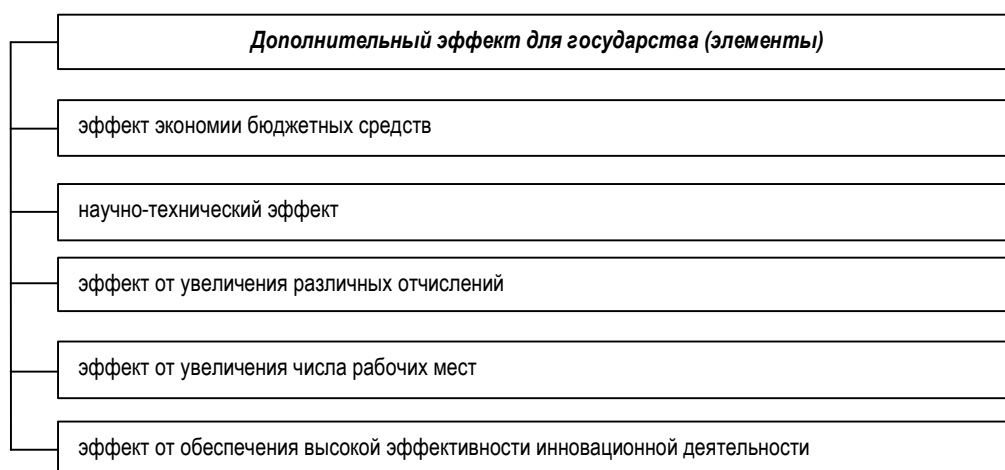 Дополнительный эффект для государства (элементы)
эффект экономии бюджетных средств
научно-технический эффект
эффект от увеличения различных отчислений
эффект от увеличения числа рабочих мест
эффект от обеспечения высокой эффективности инновационной деятельности